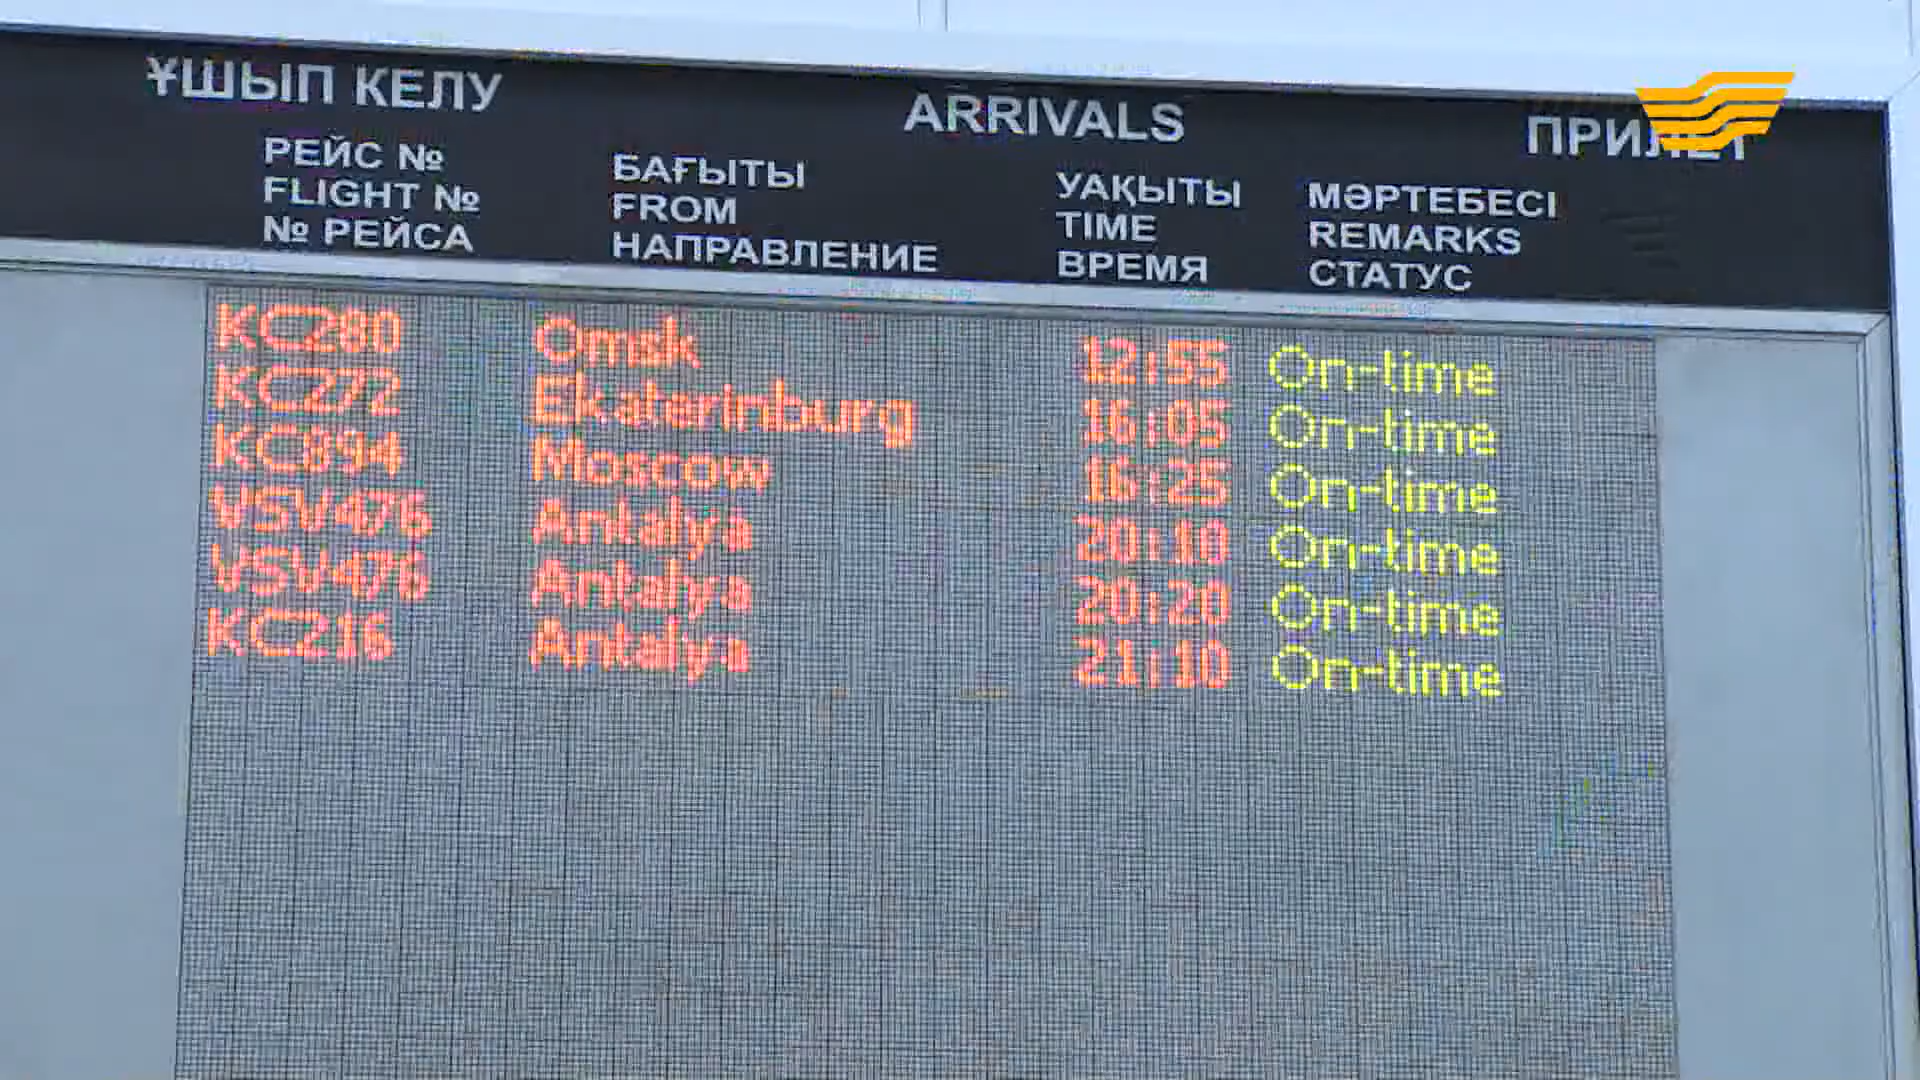 ҰШЫП КЕЛУ ARRIVALS ПРИЛЕТ
РЕЙС № БАҒЫТЫ УАҚЫТЫ МӘРТЕБЕСІ
FLIGHT № FROM TIME REMARKS
№ РЕЙСА НАПРАВЛЕНИЕ ВРЕМЯ СТАТУС
KC280 Omsk 12:55 On-time
KC272 Ekaterinburg 16:05 On-time
KC894 Moscow 16:25 On-time
VSV476 Antalya 20:10 On-time
VSV476 Antalya 20:20 On-time
KC216 Antalya 21:10 On-time